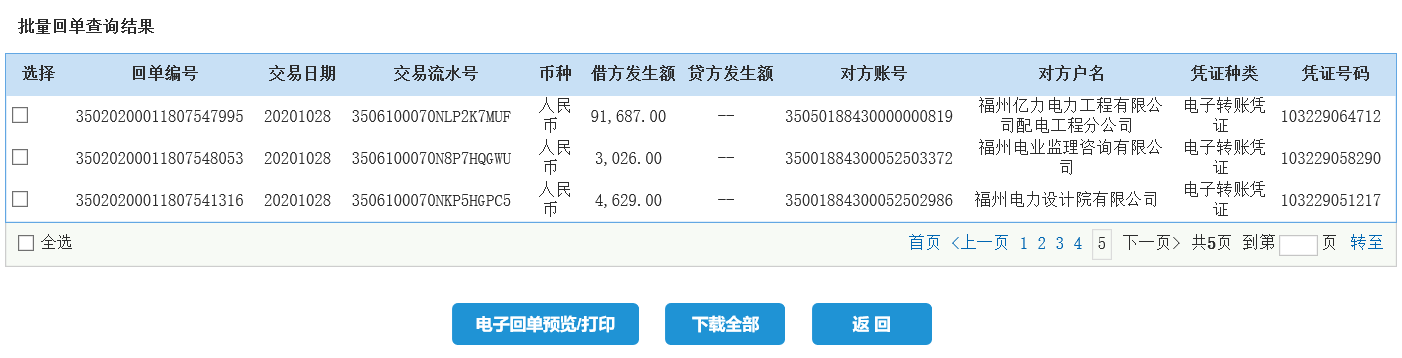 批量回单查询结果
选择 回单编号 交易日期 交易流水号 币种 借方发生额 贷方发生额 对方账号 对方户名 凭证种类 凭证号码
35020200011807547995 20201028 3506100070NLP2K7MUF 人民币 91,687.00 -- 35050188430000000819 福州亿力电力工程有限公司配电工程分公司 电子转账凭证 103229064712
35020200011807548053 20201028 3506100070N8P7HQGWU 人民币 3,026.00 -- 35001884300052503372 福州电业监理咨询有限公司 电子转账凭证 103229058290
35020200011807541316 20201028 3506100070NKP5HGPC5 人民币 4,629.00 -- 35001884300052502986 福州电力设计院有限公司 电子转账凭证 103229051217
全选 首页 <上一页 1 2 3 4 5 下一页> 共5页 到第 页 转至
电子回单预览/打印 下载全部 返 回